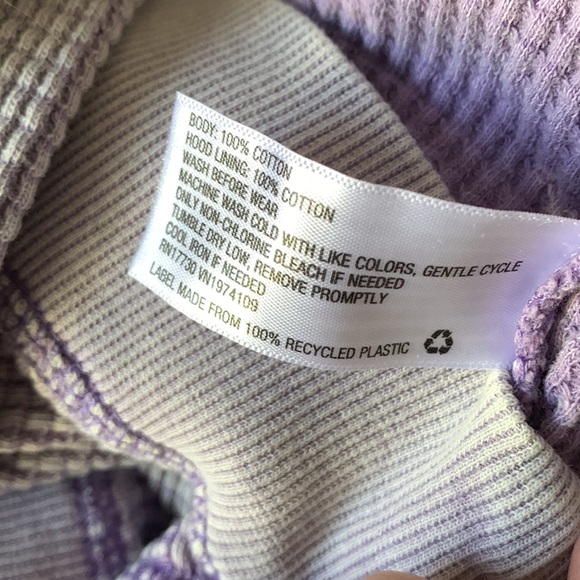 BODY: 100% COTTON
HOOD LINING: 100% COTTON
WASH BEFORE WEAR
MACHINE WASH COLD WITH LIKE COLORS, GENTLE CYCLE
ONLY NON-CHLORINE BLEACH IF NEEDED
TUMBLE DRY LOW, REMOVE PROMPTLY
COOL IRON IF NEEDED
RN17730 VN1974109
LABEL MADE FROM 100% RECYCLED PLASTIC